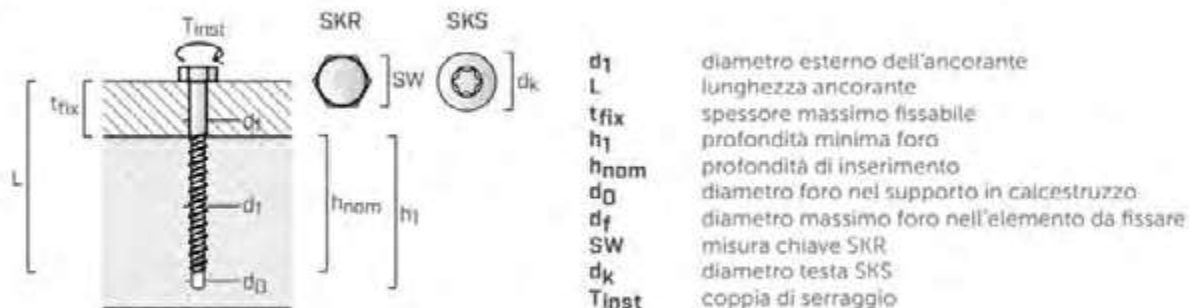 Tinst
SKR
SKS
SW
dk
tfix
d1
L
d1
hnom
h1
d0
d1 diametro esterno dell'ancorante
L lunghezza ancorante
tfix spessore massimo fissabile
h1 profondità minima foro
hnom profondità di inserimento
d0 diametro foro nel supporto in calcestruzzo
df diametro massimo foro nell'elemento da fissare
SW misura chiave SKR
dk diametro testa SKS
Tinst coppia di serraggio